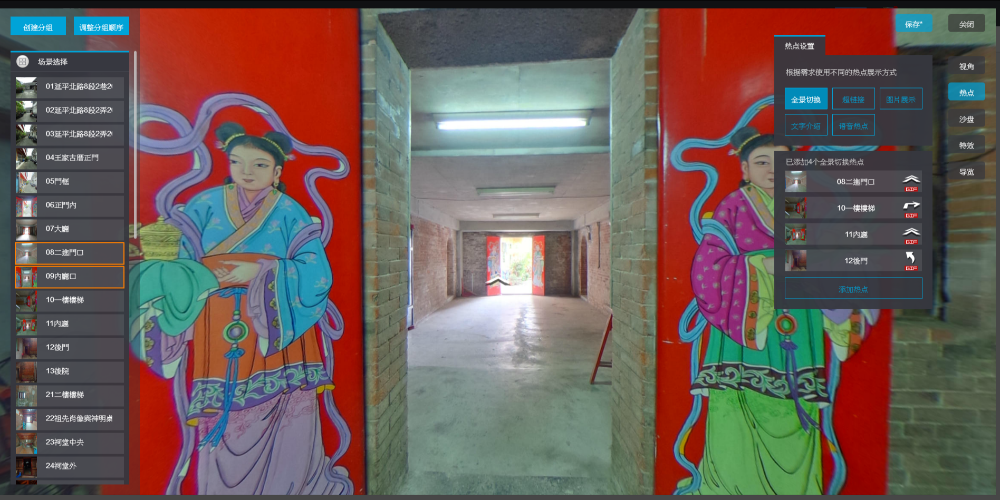 创建分组
调整分组顺序
保存*
关闭
场景选择
01延平北路8段2巷2
02延平北路8段2弄2
03延平北路8段2弄2
04王家古厝正門
05門框
06正門内
07大廳
08二進門口
09内廳口
10一樓樓梯
11内廳
12後門
13後院
21二樓樓梯
22祖先肖像與神明桌
23祠堂中央
24祠堂外
热点设置
根据需求使用不同的热点展示方式
全景切换
超链接
图片展示
文字介绍
语音热点
已添加4个全景切换热点
08二進門口
GIF
10一樓樓梯
GIF
11内廳
GIF
12後門
GIF
添加热点
视角
热点
沙盘
特效
导览